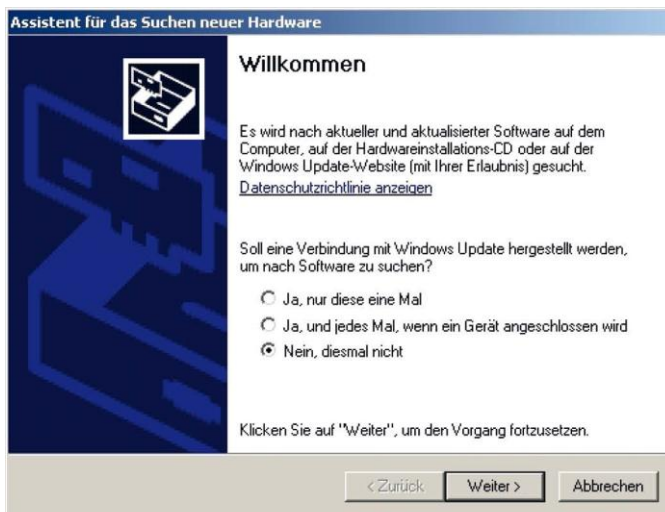 Assistent für das Suchen neuer Hardware
Willkommen
Es wird nach aktueller und aktualisierter Software auf dem
Computer, auf der Hardwareinstallations-CD oder auf der
Windows Update-Website (mit Ihrer Erlaubnis) gesucht.
Datenschutzrichtlinie anzeigen
Soll eine Verbindung mit Windows Update hergestellt werden,
um nach Software zu suchen?
Ja, nur diese eine Mal
Ja, und jedes Mal, wenn ein Gerät angeschlossen wird
Nein, diesmal nicht
Klicken Sie auf "Weiter", um den Vorgang fortzusetzen.
< Zurück Weiter > Abbrechen